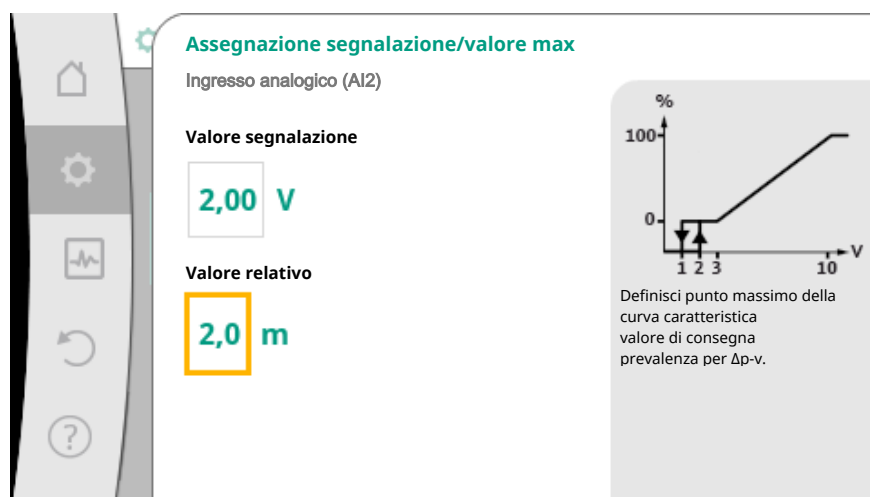 Assegnazione segnalazione/valore max
Ingresso analogico (AI2)
Valore segnalazione
2,00 V
Valore relativo
2,0 m
%
100
0
1 2 3 10 V
Definisci punto massimo della
curva caratteristica
valore di consegna
prevalenza per Δp-v.
?